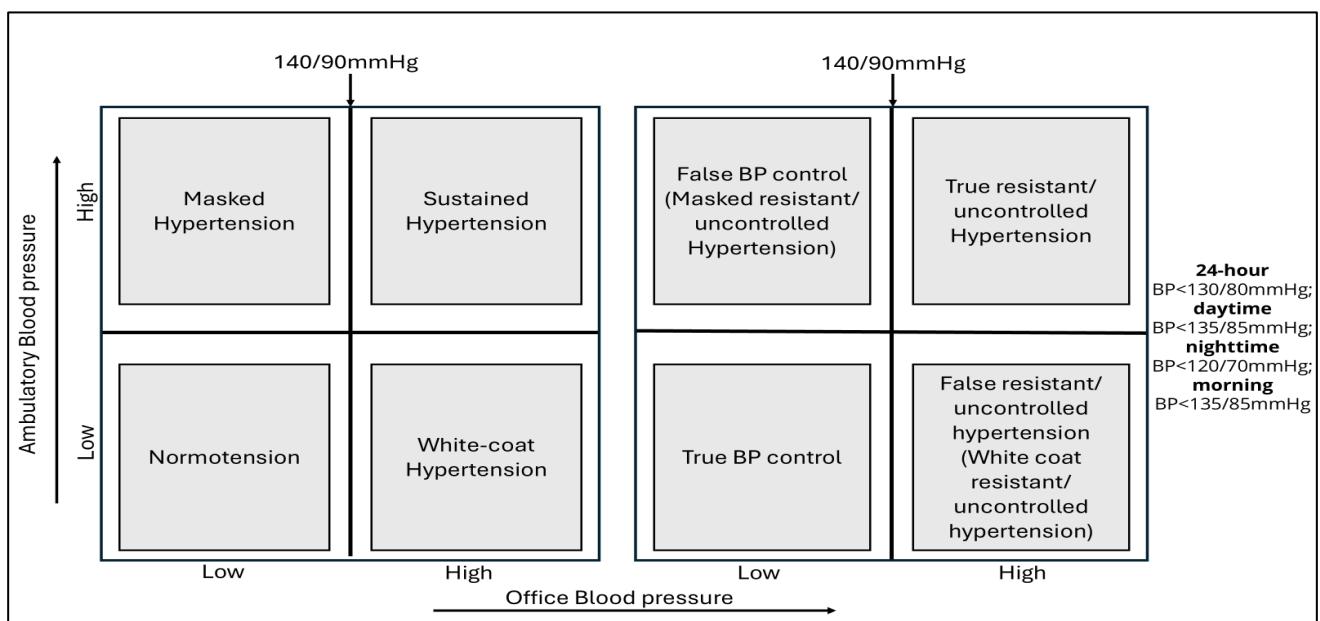 140/90mmHg
140/90mmHg
Ambulatory Blood pressure
High
Low
Masked
Hypertension
Sustained
Hypertension
Normotension
White-coat
Hypertension
Low
High
False BP control
(Masked resistant/
uncontrolled
Hypertension)
True resistant/
uncontrolled
Hypertension
True BP control
False resistant/
uncontrolled
hypertension
(White coat
resistant/
uncontrolled
hypertension)
Low
High
24-hour
BP<130/80mmHg;
daytime
BP<135/85mmHg;
nighttime
BP<120/70mmHg;
morning
BP<135/85mmHg
Office Blood pressure